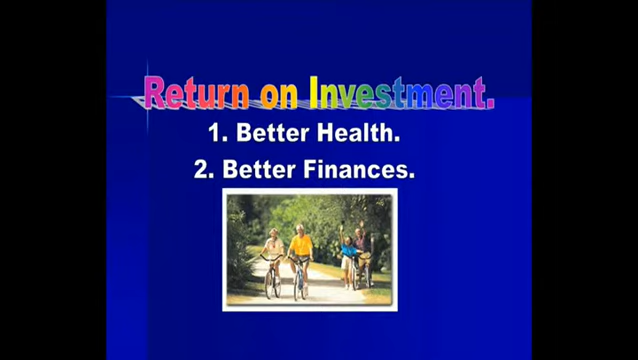 Return on Investment.
1. Better Health.
2. Better Finances.